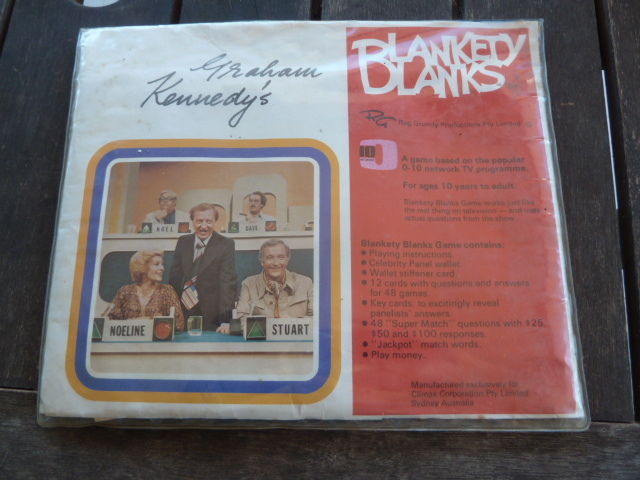 Graham
Kennedy's
BLANKETY
BLANKS
RG Reg Grundy Productions Pty Limited ©
A game based on the popular
0-10 network TV programme.
For ages 10 years to adult.
Blankety Blanks Game works just like
the real thing on television — and uses
actual questions from the show.
Blankety Blanks Game contains:
● Playing instructions.
● Celebrity Panel wallet.
● Wallet stiffener card.
● 12 cards with questions and answers
for 48 games.
● Key cards, to excitingly reveal
panelists' answers.
● 48 "Super Match" questions with $25,
$50 and $100 responses.
● "Jackpot" match words.
● Play money.
Manufactured exclusively by
Climax Corporation Pty Limited
Sydney Australia
NOEL
DAVE
NOELINE
STUART